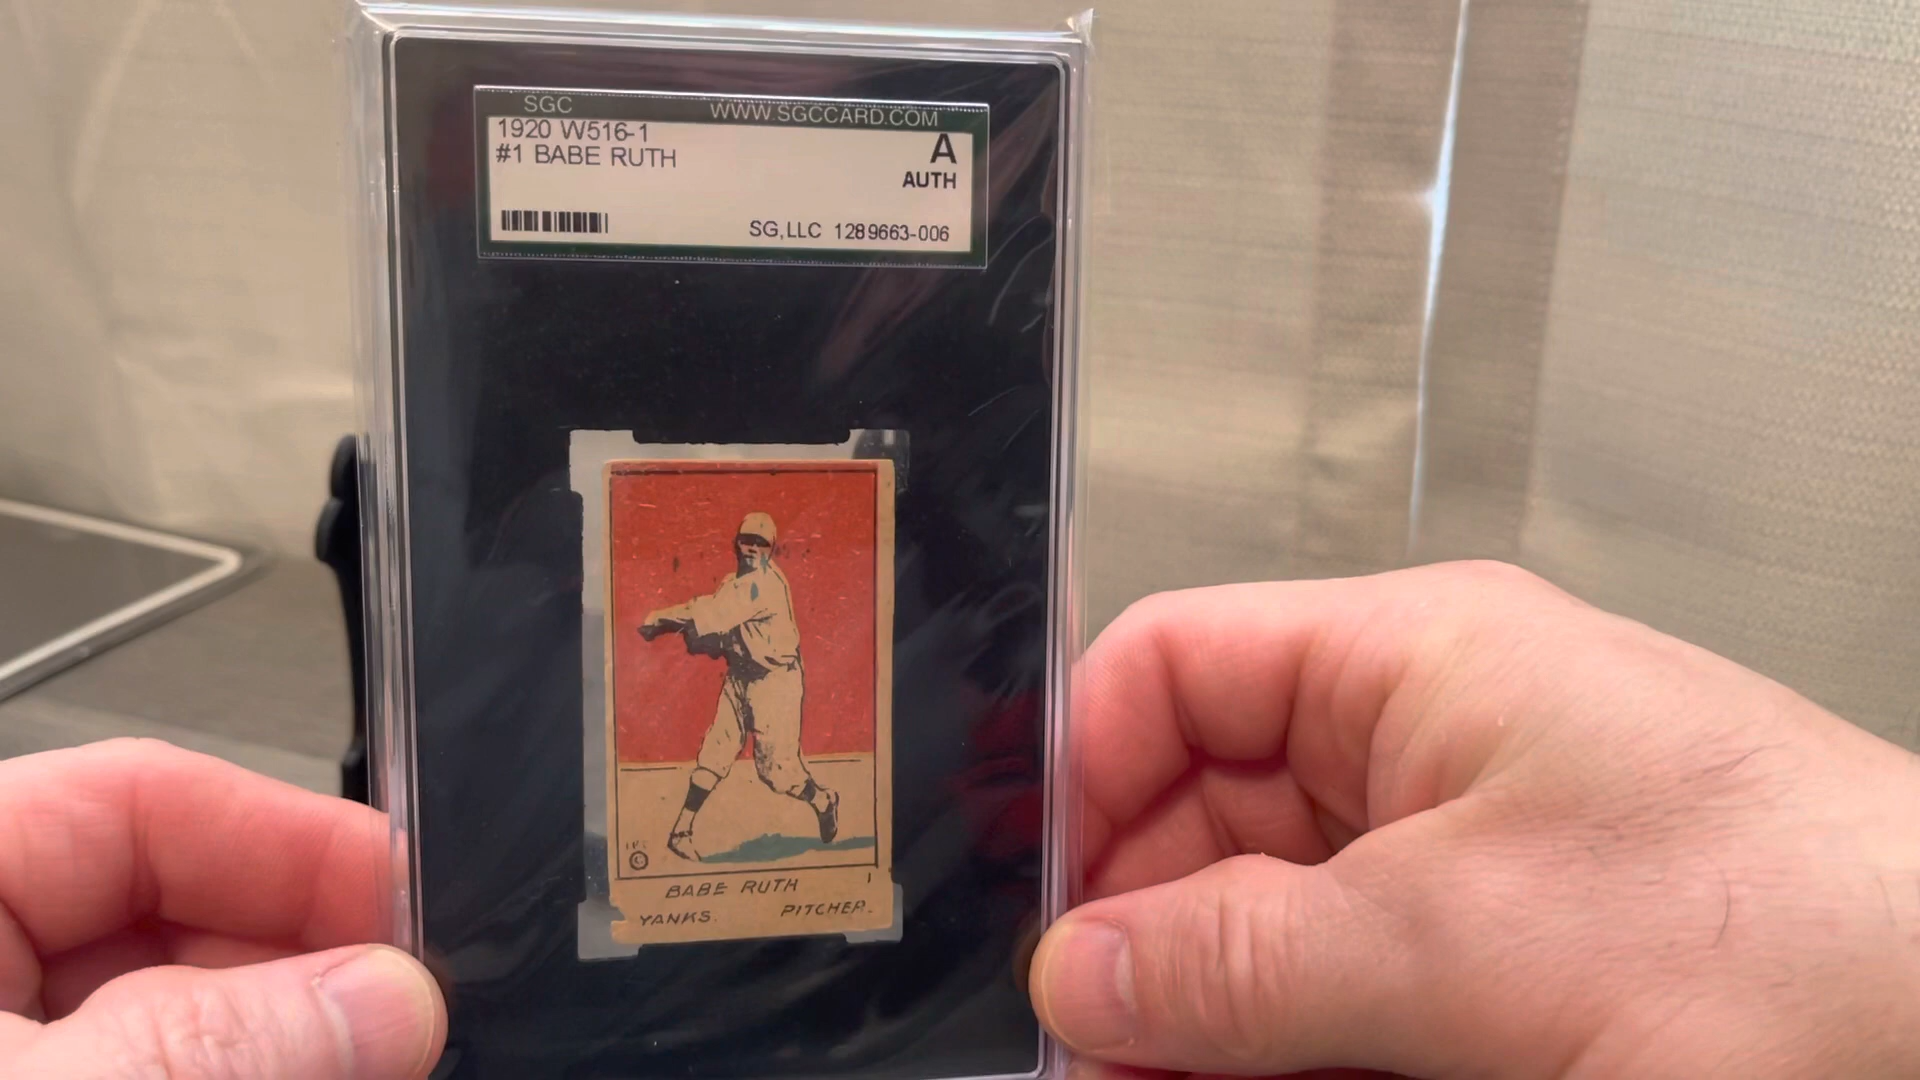 SGC WWW.SGCCARD.COM
1920 W516-1
#1 BABE RUTH
A
AUTH
SG,LLC 1289663-006
©
BABE RUTH 1
YANKS. PITCHER.